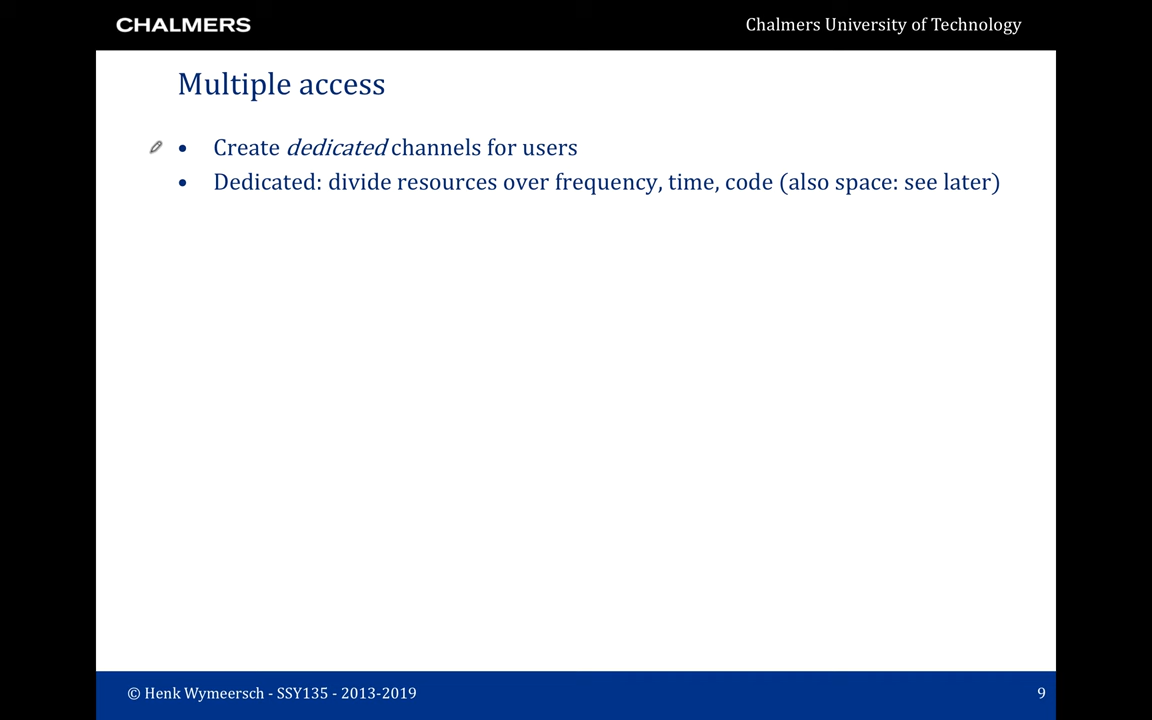 CHALMERS
Chalmers University of Technology
Multiple access
• Create dedicated channels for users
• Dedicated: divide resources over frequency, time, code (also space: see later)
© Henk Wymeersch - SSY135 - 2013-2019
9